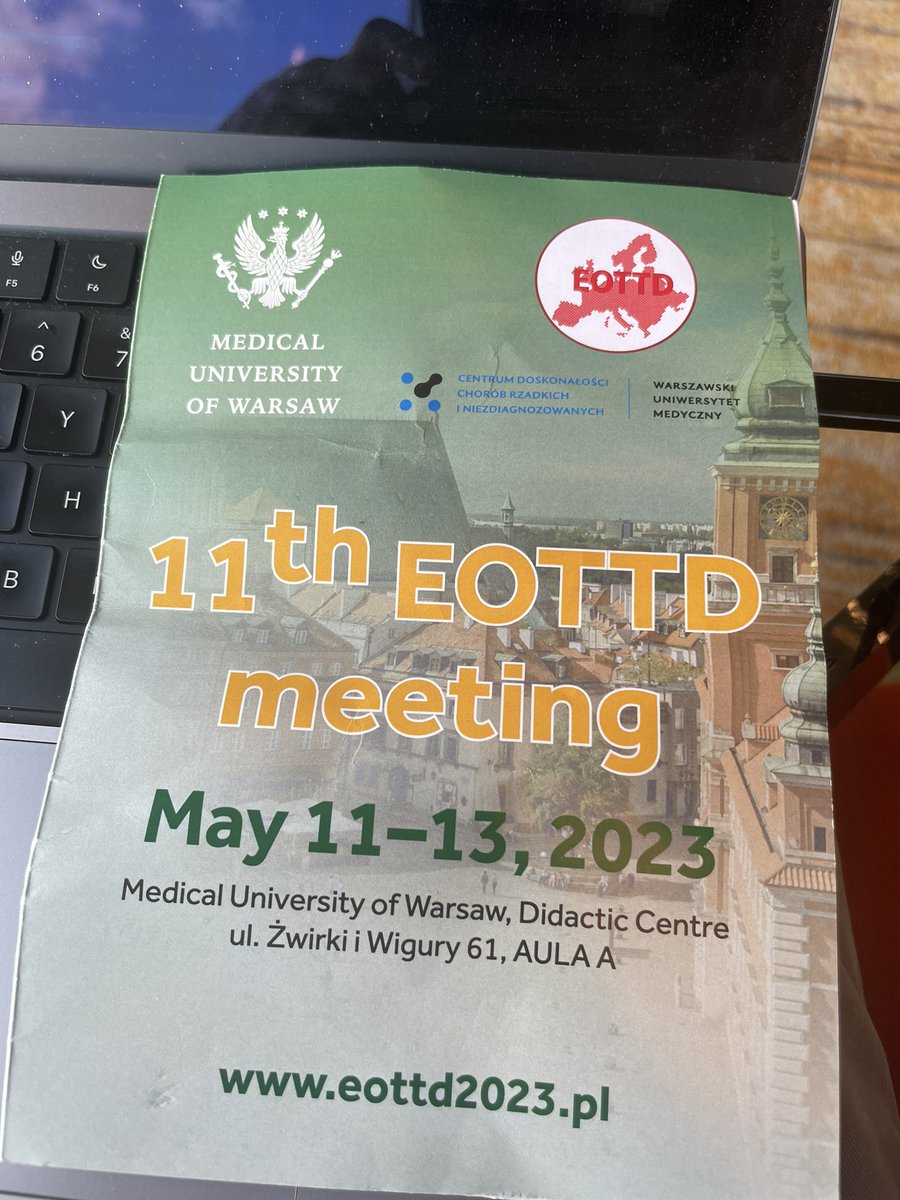 F5
F6
^
6
&
7
Y
H
B
MEDICAL
UNIVERSITY
OF WARSAW
EOTTD
CENTRUM DOSKONAŁOŚCI
CHORÓB RZADKICH
I NIEZDIAGNOZOWANYCH
WARSZAWSKI
UNIWERSYTET
MEDYCZNY
11th EOTTD
meeting
May 11–13, 2023
Medical University of Warsaw, Didactic Centre
ul. Żwirki i Wigury 61, AULA A
www.eottd2023.pl